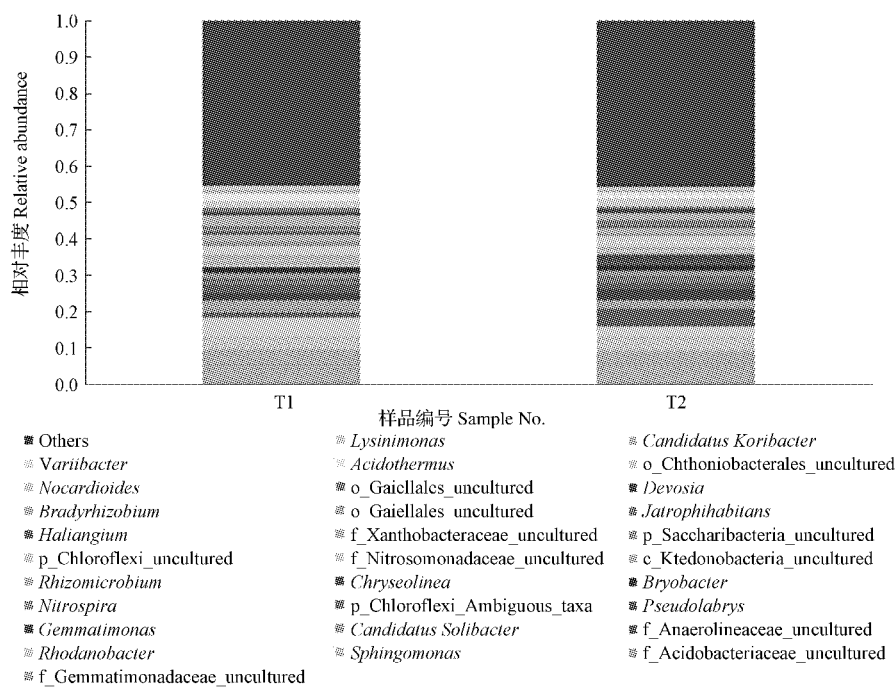 1.0
0.9
0.8
0.7
0.6
0.5
0.4
0.3
0.2
0.1
0.0
相对丰度 Relative abundance
T1
T2
样品编号 Sample No.
Others
Lysinimonas
Candidatus Koribacter
Variibacter
Acidothermus
o_Chthoniobacterales_uncultured
Nocardioides
o_Gaiellales_uncultured
Devosia
Bradyrhizobium
o_Gaiellales_uncultured
Jatrophihabitans
Haliangium
f_Xanthobacteraceae_uncultured
p_Saccharibacteria_uncultured
p_Chloroflexi_uncultured
f_Nitrosomonadaceae_uncultured
c_Ktedonobacteria_uncultured
Rhizomicrobium
Chryseolinea
Bryobacter
Nitrospira
p_Chloroflexi_Ambiguous_taxa
Pseudolabrys
Gemmatimonas
Candidatus Solibacter
f_Anaerolineaceae_uncultured
Rhodanobacter
Sphingomonas
f_Acidobacteriaceae_uncultured
f_Gemmatimonadaceae_uncultured